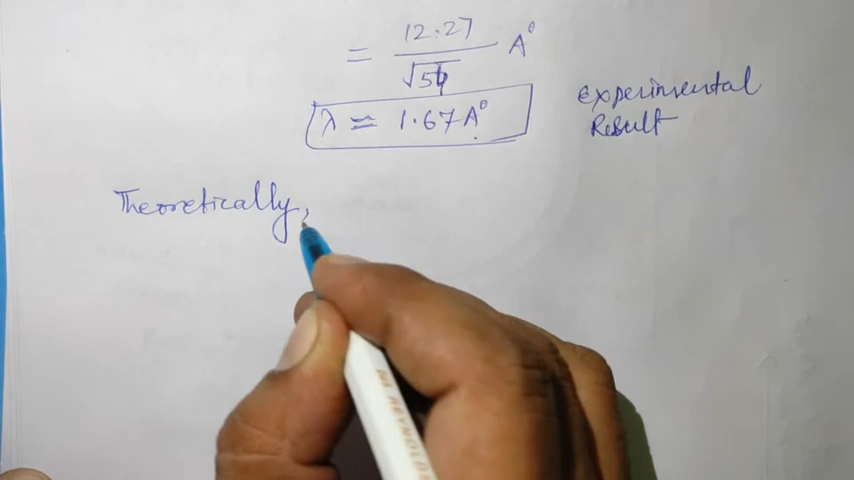 = 12.27 / √54 A°
λ ≈ 1.67 A°
Experimental
Result
Theoretically,